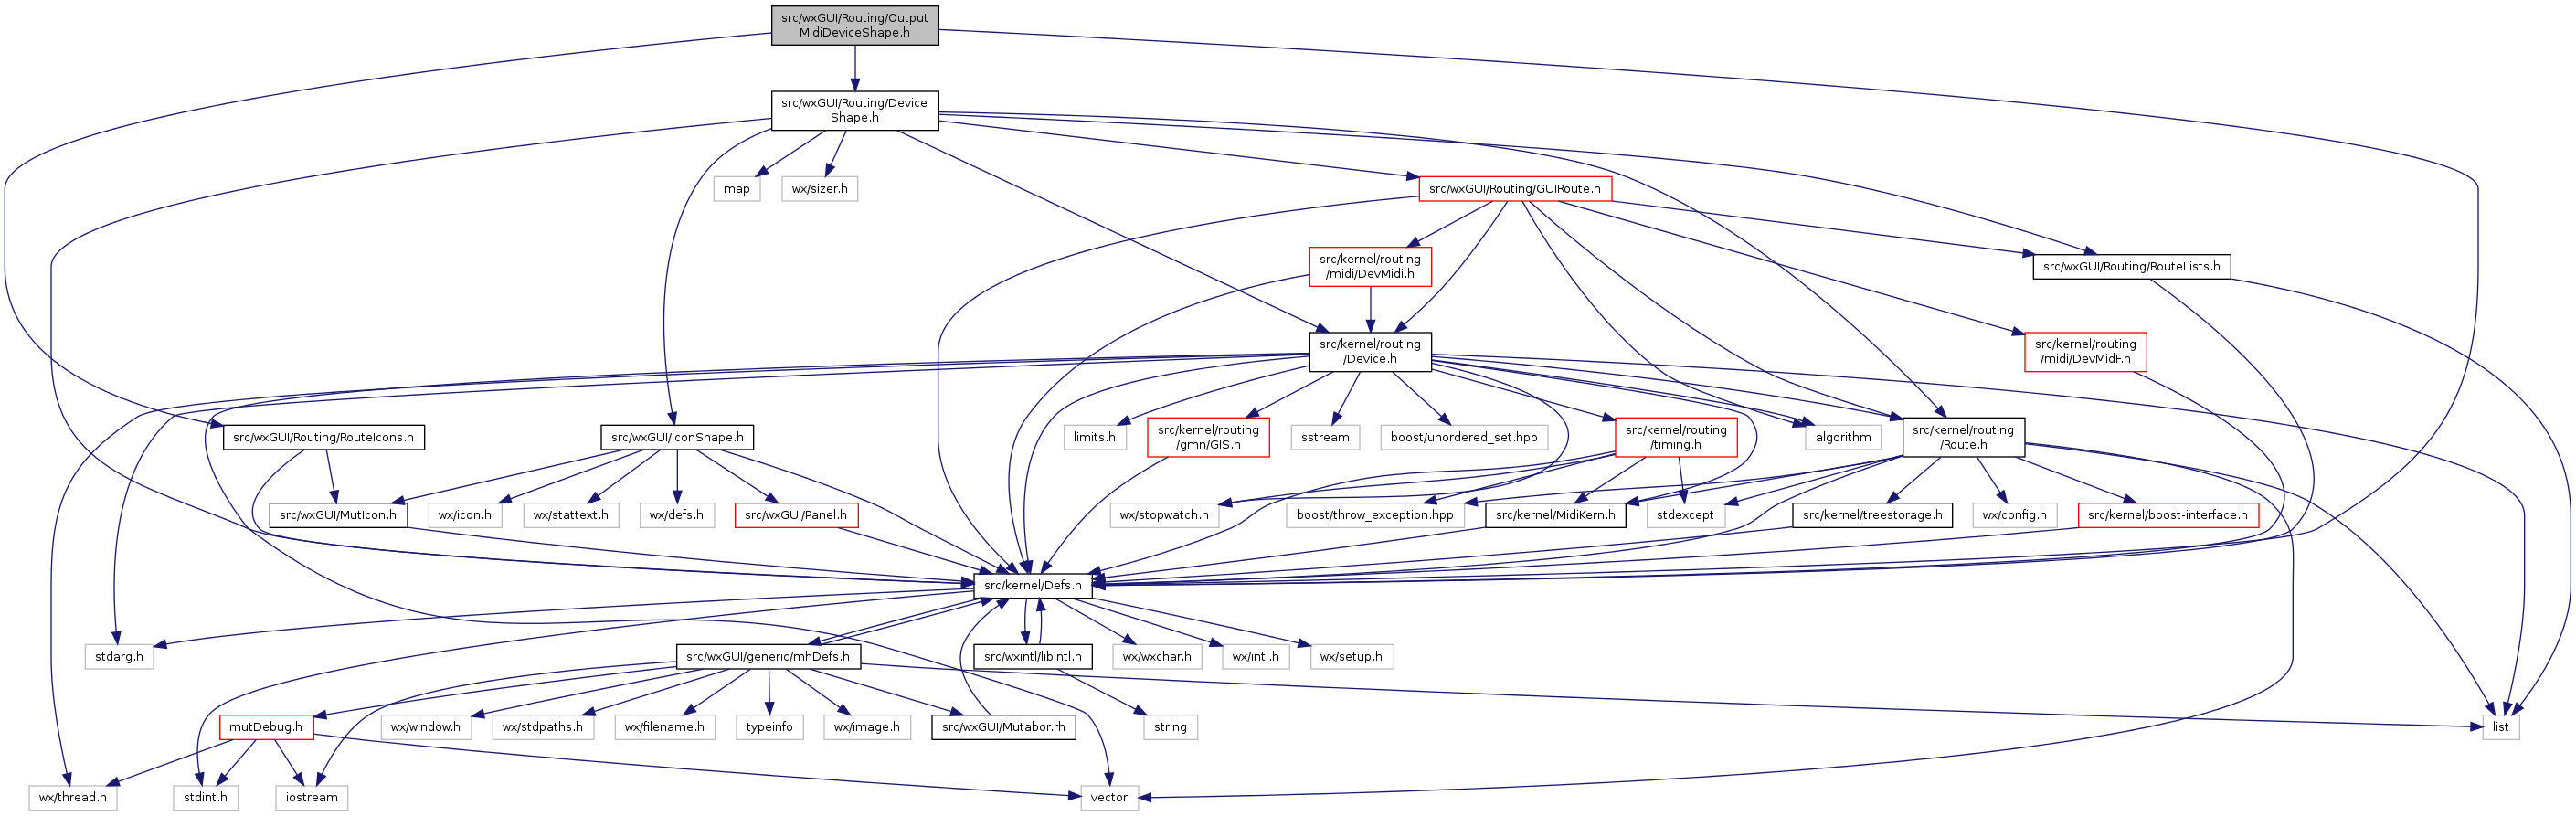 src/wxGUI/Routing/Output
MidiDeviceShape.h
src/wxGUI/Routing/Device
Shape.h
map
wx/sizer.h
src/wxGUI/Routing/GUIRoute.h
src/kernel/routing
/midi/DevMidi.h
src/wxGUI/Routing/RouteLists.h
src/kernel/routing
/Device.h
src/kernel/routing
/midi/DevMidF.h
src/wxGUI/Routing/RouteIcons.h
src/wxGUI/IconShape.h
limits.h
src/kernel/routing
/gmn/GIS.h
sstream
boost/unordered_set.hpp
src/kernel/routing
/timing.h
algorithm
src/kernel/routing
/Route.h
src/wxGUI/MutIcon.h
wx/icon.h
wx/stattext.h
wx/defs.h
src/wxGUI/Panel.h
wx/stopwatch.h
boost/throw_exception.hpp
src/kernel/MidiKern.h
stdexcept
src/kernel/treestorage.h
wx/config.h
src/kernel/boost-interface.h
src/kernel/Defs.h
stdarg.h
src/wxGUI/generic/mhDefs.h
src/wxintl/libintl.h
wx/wxchar.h
wx/intl.h
wx/setup.h
mutDebug.h
wx/window.h
wx/stdpaths.h
wx/filename.h
typeinfo
wx/image.h
src/wxGUI/Mutabor.rh
string
list
wx/thread.h
stdint.h
iostream
vector